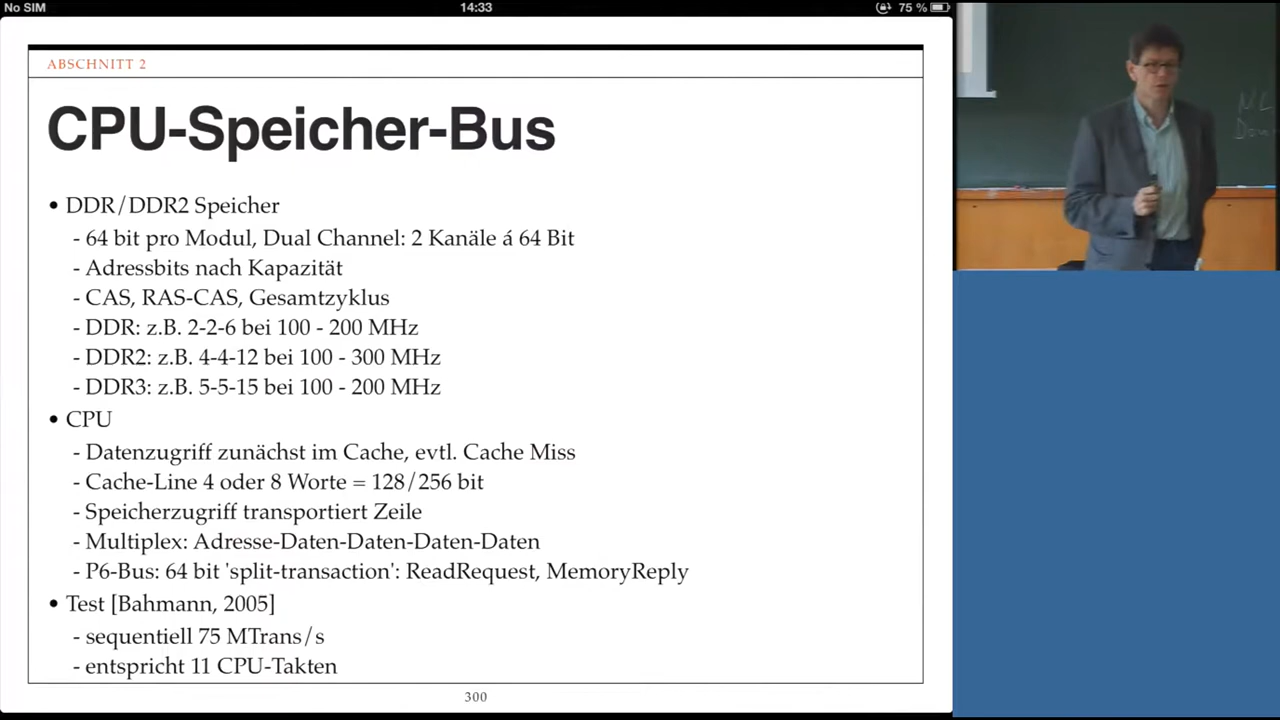 No SIM 14:33 75 %
ABSCHNITT 2
CPU-Speicher-Bus
• DDR/DDR2 Speicher
- 64 bit pro Modul, Dual Channel: 2 Kanäle á 64 Bit
- Adressbits nach Kapazität
- CAS, RAS-CAS, Gesamtzyklus
- DDR: z.B. 2-2-6 bei 100 - 200 MHz
- DDR2: z.B. 4-4-12 bei 100 - 300 MHz
- DDR3: z.B. 5-5-15 bei 100 - 200 MHz
• CPU
- Datenzugriff zunächst im Cache, evtl. Cache Miss
- Cache-Line 4 oder 8 Worte = 128/256 bit
- Speicherzugriff transportiert Zeile
- Multiplex: Adresse-Daten-Daten-Daten-Daten
- P6-Bus: 64 bit 'split-transaction': ReadRequest, MemoryReply
• Test [Bahmann, 2005]
- sequentiell 75 MTrans/s
- entspricht 11 CPU-Takten
300